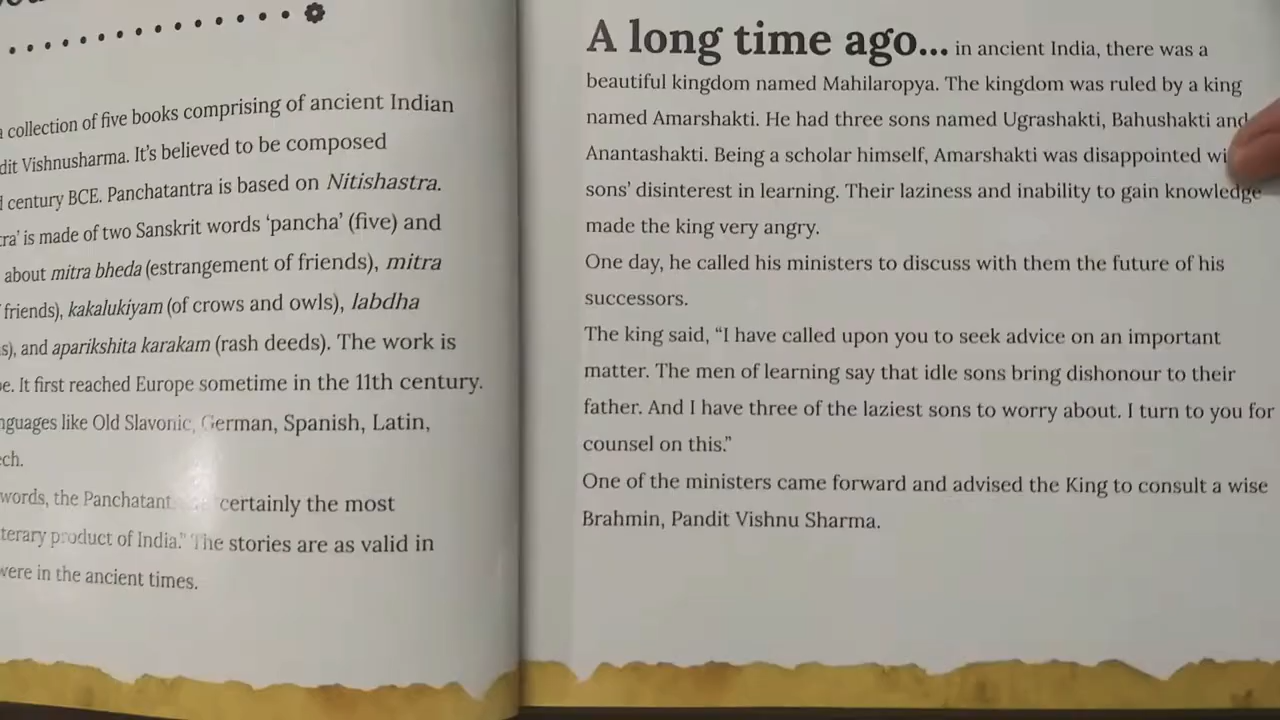 a collection of five books comprising of ancient Indian
dit Vishnusharma. It's believed to be composed
century BCE. Panchatantra is based on Nitishastra.
tra' is made of two Sanskrit words 'pancha' (five) and
about mitra bheda (estrangement of friends), mitra
friends), kakalukiyam (of crows and owls), labdha
s), and aparikshita karakam (rash deeds). The work is
e. It first reached Europe sometime in the 11th century.
nguages like Old Slavonic, German, Spanish, Latin,
ch.
words, the Panchatant certainly the most
terary product of India." The stories are as valid in
were in the ancient times.
A long time ago... in ancient India, there was a
beautiful kingdom named Mahilaropya. The kingdom was ruled by a king
named Amarshakti. He had three sons named Ugrashakti, Bahushakti and
Anantashakti. Being a scholar himself, Amarshakti was disappointed wi
sons' disinterest in learning. Their laziness and inability to gain knowledge
made the king very angry.
One day, he called his ministers to discuss with them the future of his
successors.
The king said, "I have called upon you to seek advice on an important
matter. The men of learning say that idle sons bring dishonour to their
father. And I have three of the laziest sons to worry about. I turn to you for
counsel on this."
One of the ministers came forward and advised the King to consult a wise
Brahmin, Pandit Vishnu Sharma.